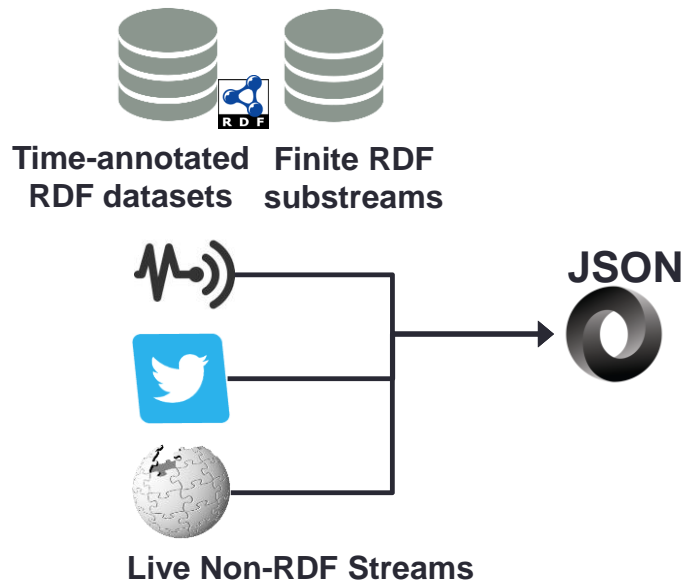 RDF
Time-annotated
RDF datasets
Finite RDF
substreams
JSON
Live Non-RDF Streams